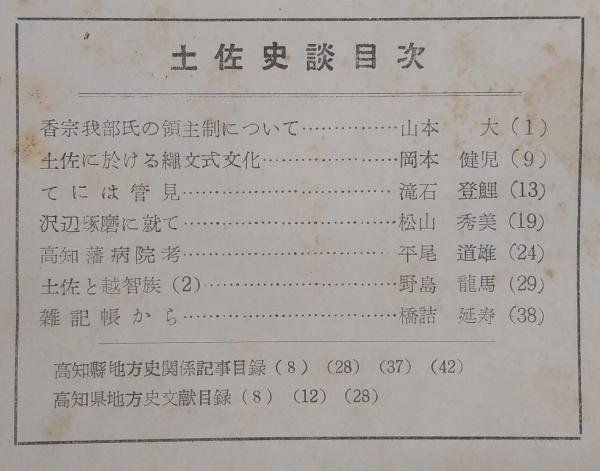 土佐史談目次
香宗我部氏の領主制について……………山本 大(1)
土佐に於ける繩文式文化……………岡本 健児(9)
てには管見……………滝石 登鯉(13)
沢辺琢磨に就て……………松山 秀美(19)
高知藩病院考……………平尾 道雄(24)
土佐と越智族(2)……………野島 龍馬(29)
雑記帳から……………橋詰 延寿(38)
高知縣地方史関係記事目録(8)(28)(37)(42)
高知県地方史文献目録(8)(12)(28)